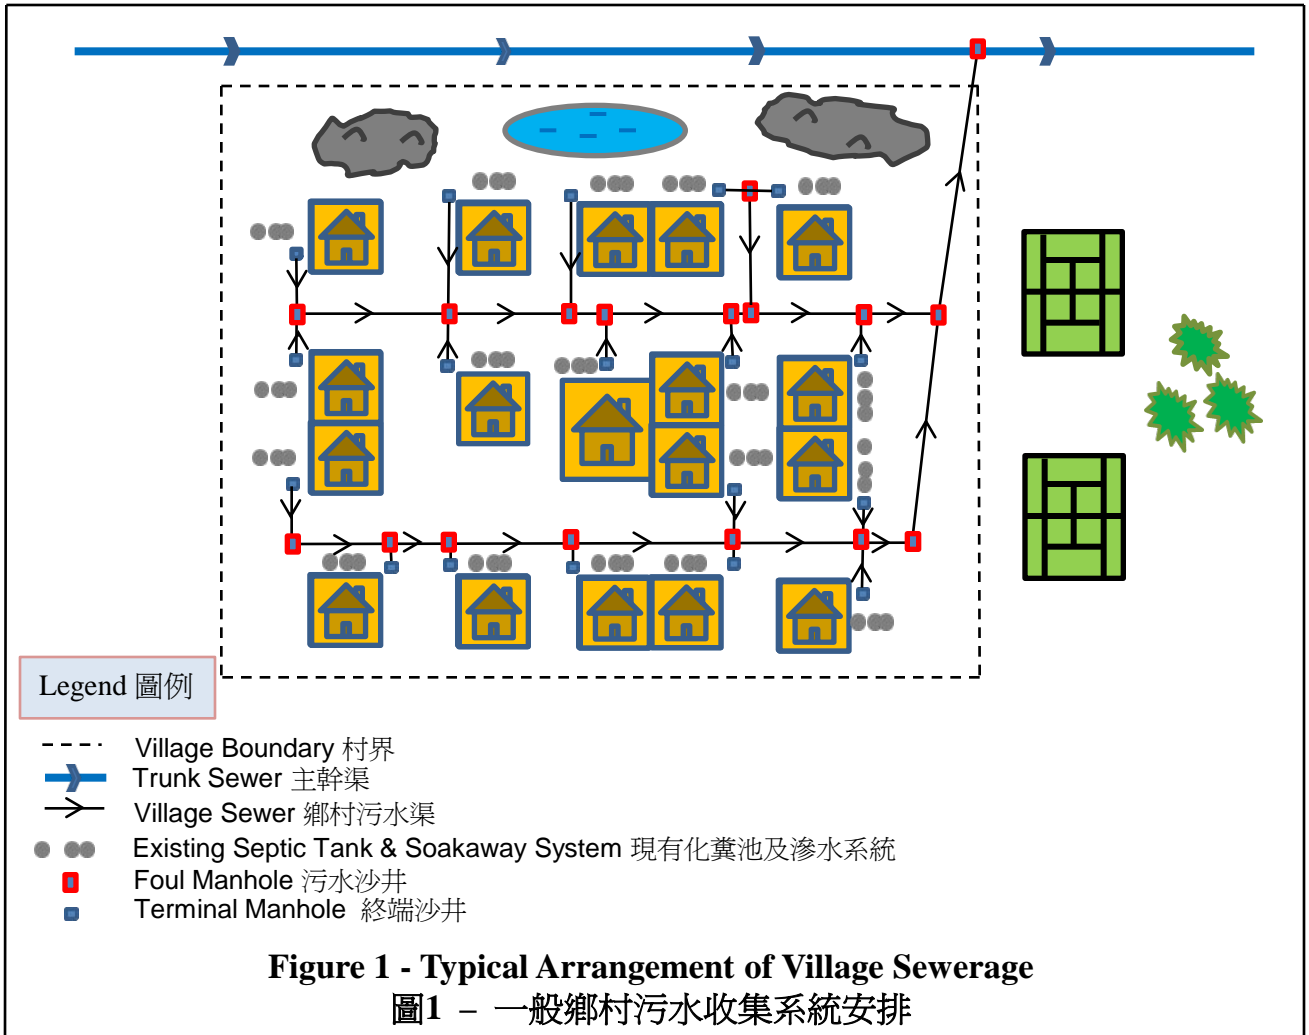 Legend 圖例
Village Boundary 村界
Trunk Sewer 主幹渠
Village Sewer 鄉村污水渠
Existing Septic Tank & Soakaway System 現有化糞池及滲水系統
Foul Manhole 污水沙井
Terminal Manhole 終端沙井
Figure 1 - Typical Arrangement of Village Sewerage
圖1 – 一般鄉村污水收集系統安排